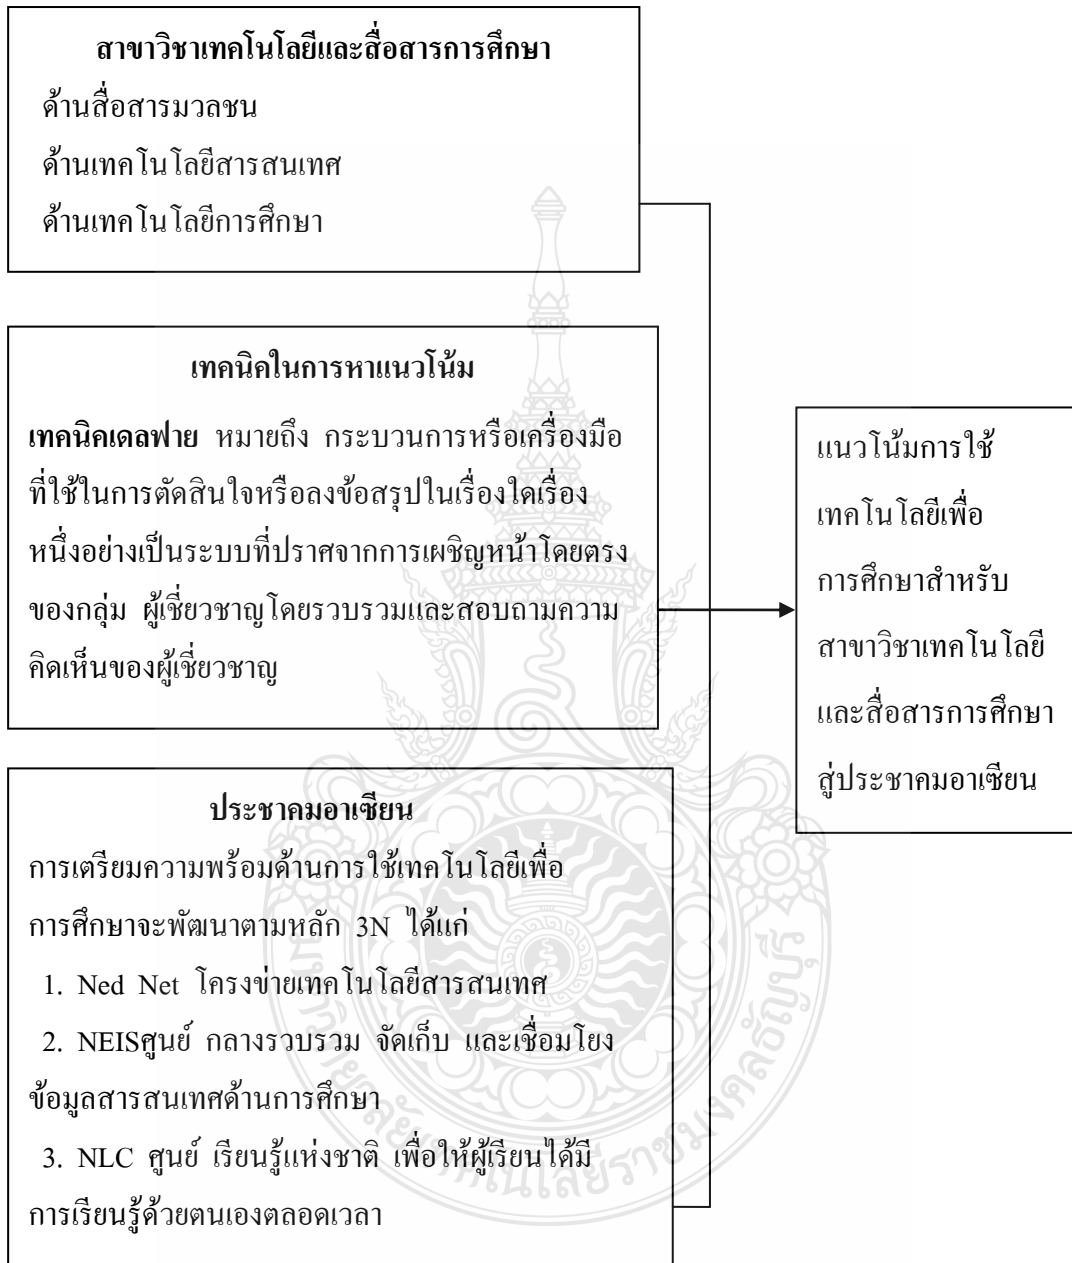 สาขาวิชาเทคโนโลยีและสื่อสารการศึกษา
ด้านสื่อสารมวลชน
ด้านเทคโนโลยีสารสนเทศ
ด้านเทคโนโลยีการศึกษา
เทคนิคในการหาแนวโน้ม
เทคนิคเดลฟาย หมายถึง กระบวนการหรือเครื่องมือ
ที่ใช้ในการตัดสินใจหรือลงข้อสรุปในเรื่องใดเรื่อง
หนึ่งอย่างเป็นระบบที่ปราศจากการเผชิญหน้าโดยตรง
ของกลุ่ม ผู้เชี่ยวชาญโดยรวบรวมและสอบถามความ
คิดเห็นของผู้เชี่ยวชาญ
ประชาคมอาเซียน
การเตรียมความพร้อมด้านการใช้เทคโนโลยีเพื่อ
การศึกษาจะพัฒนาตามหลัก 3N ได้แก่
1. Ned Net โครงข่ายเทคโนโลยีสารสนเทศ
2. NEISศูนย์ กลางรวบรวม จัดเก็บ และเชื่อมโยง
ข้อมูลสารสนเทศด้านการศึกษา
3. NLC ศูนย์ เรียนรู้แห่งชาติ เพื่อให้ผู้เรียนได้มี
การเรียนรู้ด้วยตนเองตลอดเวลา
แนวโน้มการใช้
เทคโนโลยีเพื่อ
การศึกษาสำหรับ
สาขาวิชาเทคโนโลยี
และสื่อสารการศึกษา
สู่ประชาคมอาเซียน